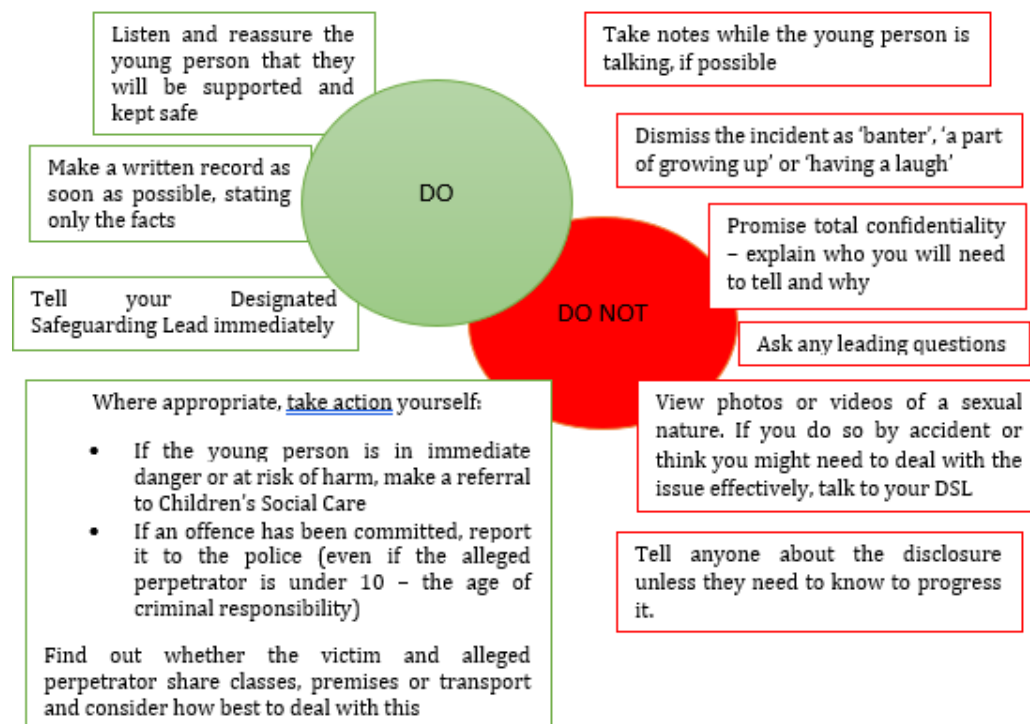 Listen and reassure the
young person that they
will be supported and
kept safe
Make a written record as
soon as possible, stating
only the facts
Tell your Designated
Safeguarding Lead immediately
Where appropriate, take action yourself:
• If the young person is in immediate
danger or at risk of harm, make a referral
to Children's Social Care
• If an offence has been committed, report
it to the police (even if the alleged
perpetrator is under 10 – the age of
criminal responsibility)
Find out whether the victim and alleged
perpetrator share classes, premises or transport
and consider how best to deal with this
DO
DO NOT
Take notes while the young person is
talking, if possible
Dismiss the incident as ‘banter’, ‘a part
of growing up’ or ‘having a laugh’
Promise total confidentiality
– explain who you will need
to tell and why
Ask any leading questions
View photos or videos of a sexual
nature. If you do so by accident or
think you might need to deal with the
issue effectively, talk to your DSL
Tell anyone about the disclosure
unless they need to know to progress
it.